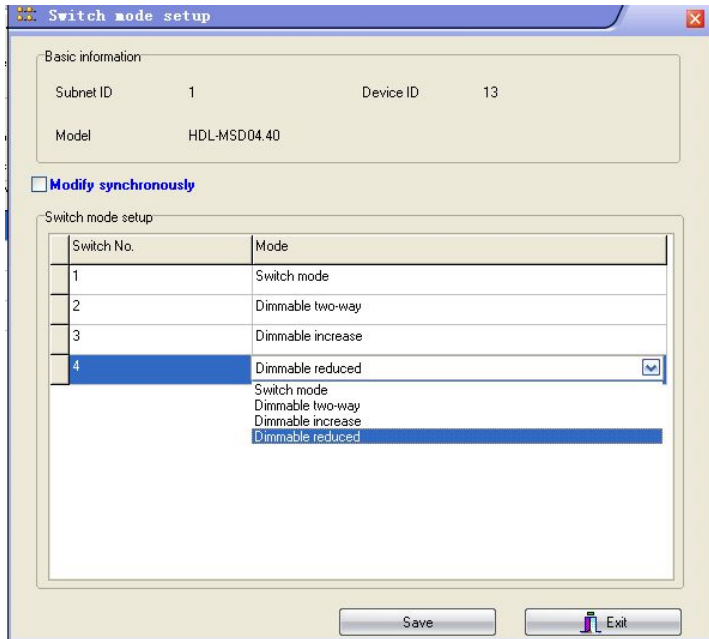 Switch mode setup
Basic information
Subnet ID 1 Device ID 13
Model HDL-MSD04.40
Modify synchronously
Switch mode setup
Switch No. Mode
1 Switch mode
2 Dimmable two-way
3 Dimmable increase
4 Dimmable reduced
Switch mode
Dimmable two-way
Dimmable increase
Dimmable reduced
Save Exit